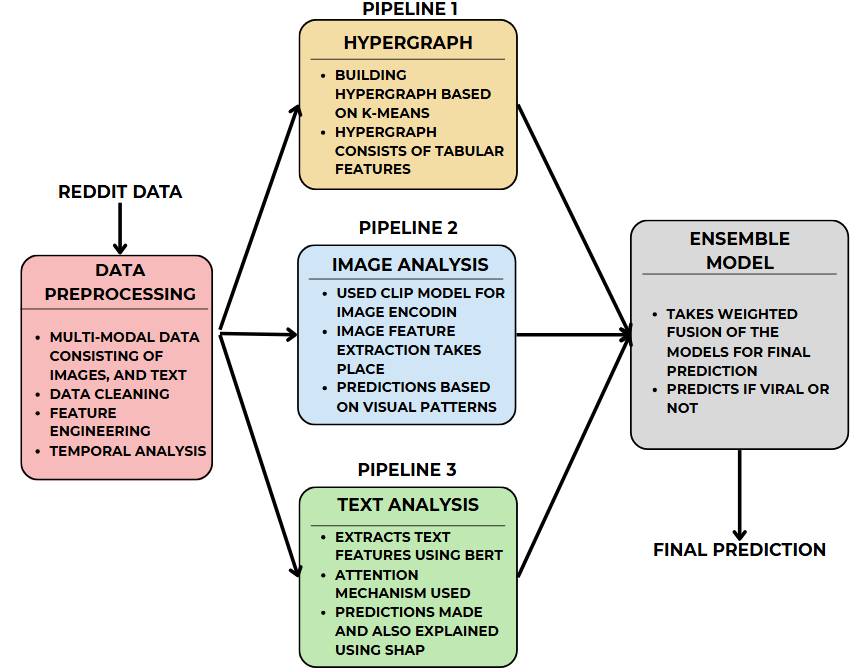 REDDIT DATA
DATA
PREPROCESSING
• MULTI-MODAL DATA
CONSISTING OF
IMAGES, AND TEXT
• DATA CLEANING
• FEATURE
ENGINEERING
• TEMPORAL ANALYSIS
PIPELINE 1
HYPERGRAPH
• BUILDING
HYPERGRAPH BASED
ON K-MEANS
• HYPERGRAPH
CONSISTS OF TABULAR
FEATURES
PIPELINE 2
IMAGE ANALYSIS
• USED CLIP MODEL FOR
IMAGE ENCODIN
• IMAGE FEATURE
EXTRACTION TAKES
PLACE
• PREDICTIONS BASED
ON VISUAL PATTERNS
PIPELINE 3
TEXT ANALYSIS
• EXTRACTS TEXT
FEATURES USING BERT
• ATTENTION
MECHANISM USED
• PREDICTIONS MADE
AND ALSO EXPLAINED
USING SHAP
ENSEMBLE
MODEL
• TAKES WEIGHTED
FUSION OF THE
MODELS FOR FINAL
PREDICTION
• PREDICTS IF VIRAL OR
NOT
FINAL PREDICTION